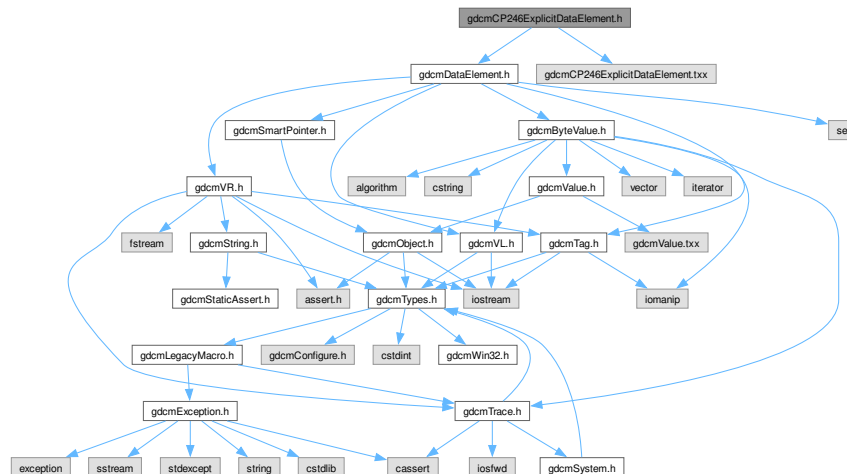 gdcmCP246ExplicitDataElement.h
gdcmDataElement.h
gdcmCP246ExplicitDataElement.txx
gdcmSmartPointer.h
gdcmByteValue.h
se
gdcmVR.h
algorithm
cstring
gdcmValue.h
vector
iterator
fstream
gdcmString.h
gdcmObject.h
gdcmVL.h
gdcmTag.h
gdcmValue.txx
gdcmStaticAssert.h
assert.h
gdcmTypes.h
iostream
iomanip
gdcmLegacyMacro.h
gdcmConfigure.h
cstdint
gdcmWin32.h
gdcmException.h
gdcmTrace.h
exception
sstream
stdexcept
string
cstdlib
cassert
iosfwd
gdcmSystem.h